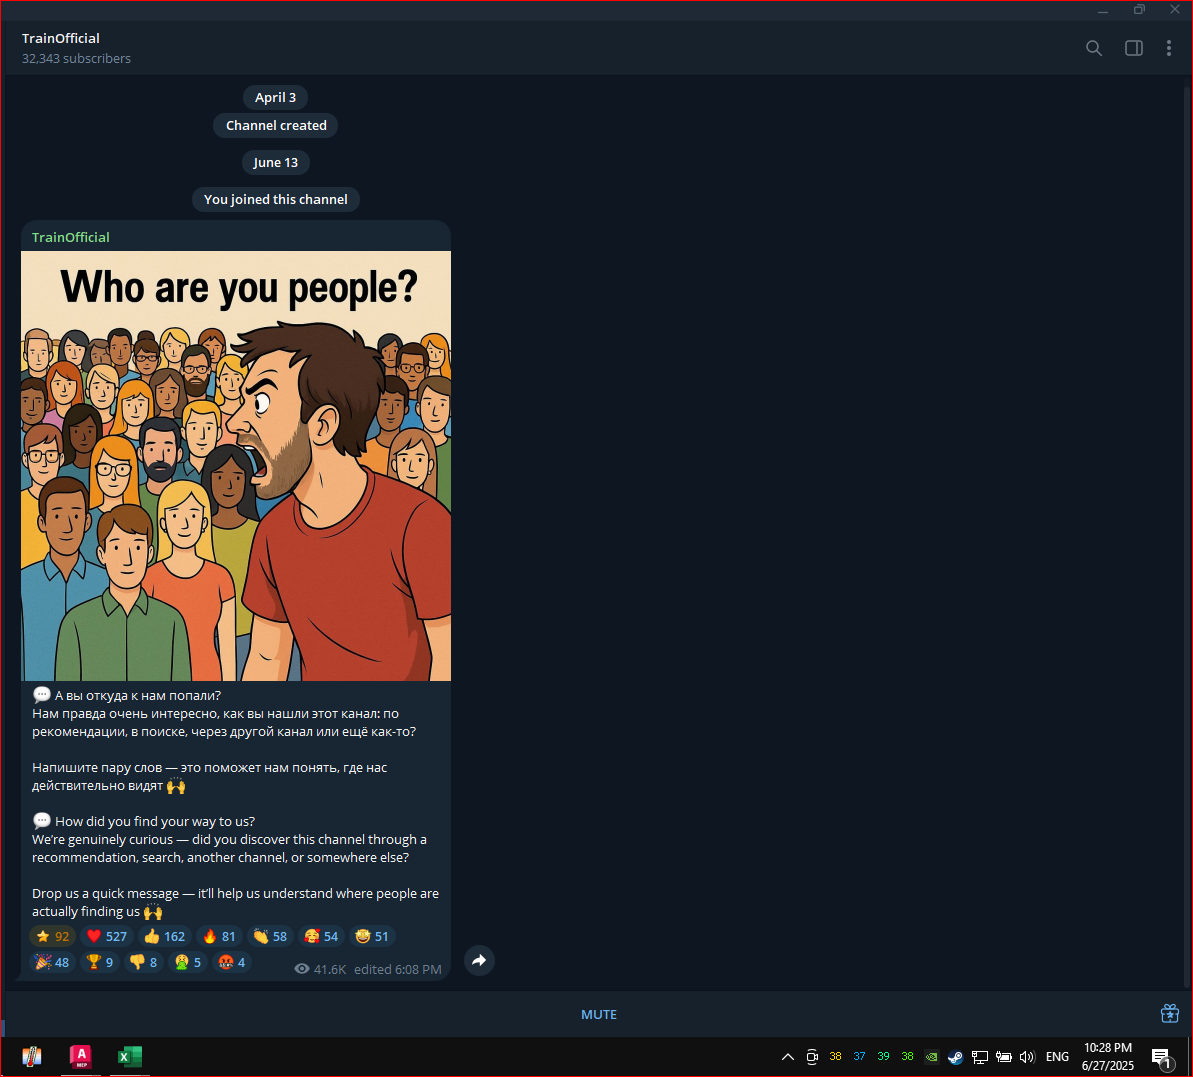 TrainOfficial
32,343 subscribers
April 3
Channel created
June 13
You joined this channel
TrainOfficial
Who are you people?
💬 А вы откуда к нам попали?
Нам правда очень интересно, как вы нашли этот канал: по
рекомендации, в поиске, через другой канал или ещё как-то?
Напишите пару слов — это поможет нам понять, где нас
действительно видят 🙌
💬 How did you find your way to us?
We’re genuinely curious — did you discover this channel through a
recommendation, search, another channel, or somewhere else?
Drop us a quick message — it’ll help us understand where people are
actually finding us 🙌
⭐ 92 ❤️ 527 👍 162 🔥 81 👏 58 🥰 54 🤩 51
🎉 48 🏆 9 👎 8 🤮 5 🤬 4 41.6K edited 6:08 PM
MUTE
A
MEP
X
38 37 39 38 ENG 10:28 PM
6/27/2025
1